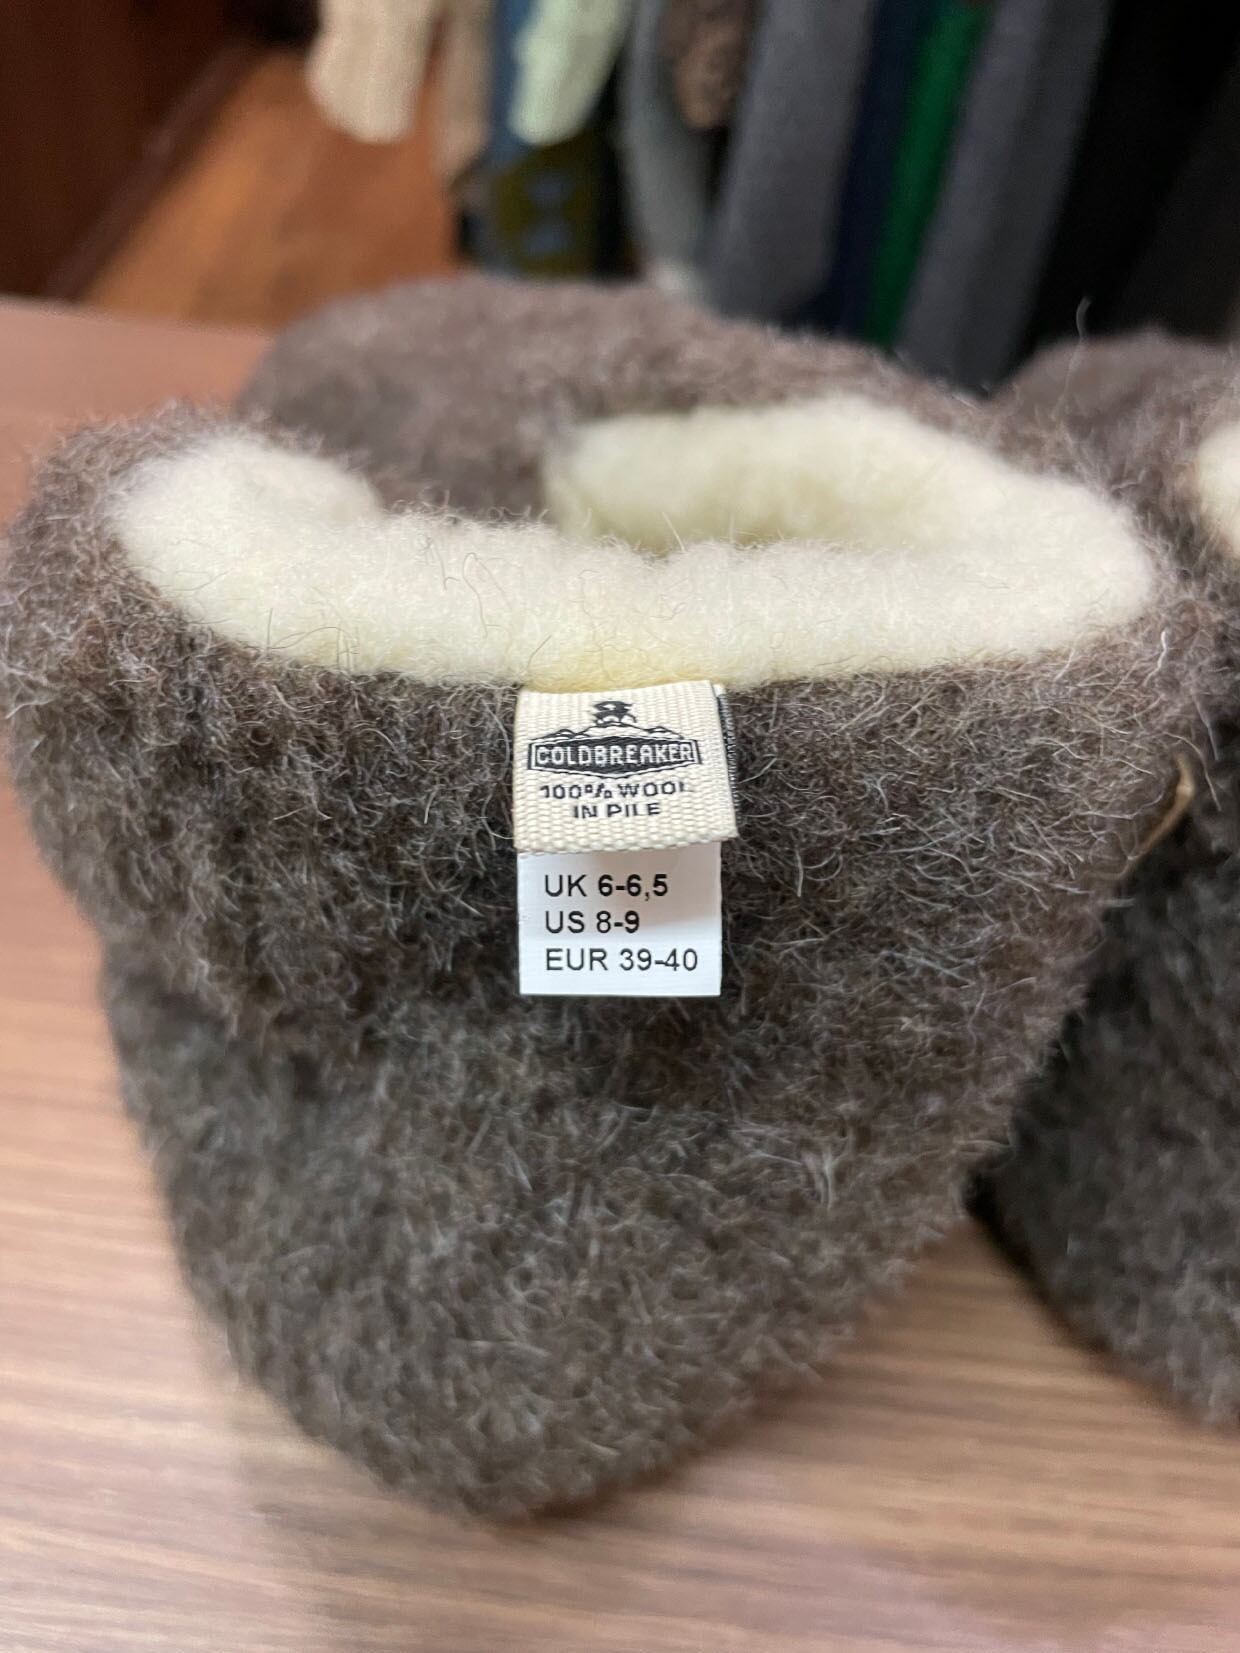 COLDBREAKER
100% WOOL
IN PILE
UK 6-6,5
US 8-9
EUR 39-40